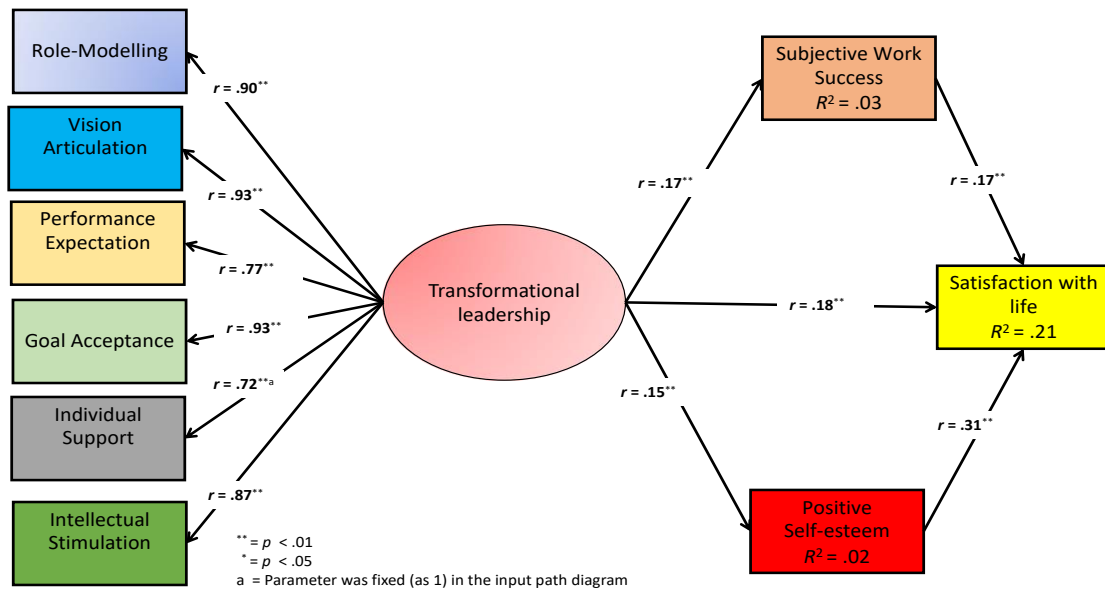 Role-Modelling
r = .90**
Vision
Articulation
r = .93**
Performance
Expectation
r = .77**
Goal Acceptance
r = .93**
r = .72**a
Individual
Support
r = .87**
Intellectual
Stimulation
Transformational
leadership
Subjective Work
Success
R² = .03
r = .17**
r = .17**
Satisfaction with
life
R² = .21
r = .18**
r = .15**
r = .31**
Positive
Self-esteem
R² = .02
** = p < .01
* = p < .05
a = Parameter was fixed (as 1) in the input path diagram